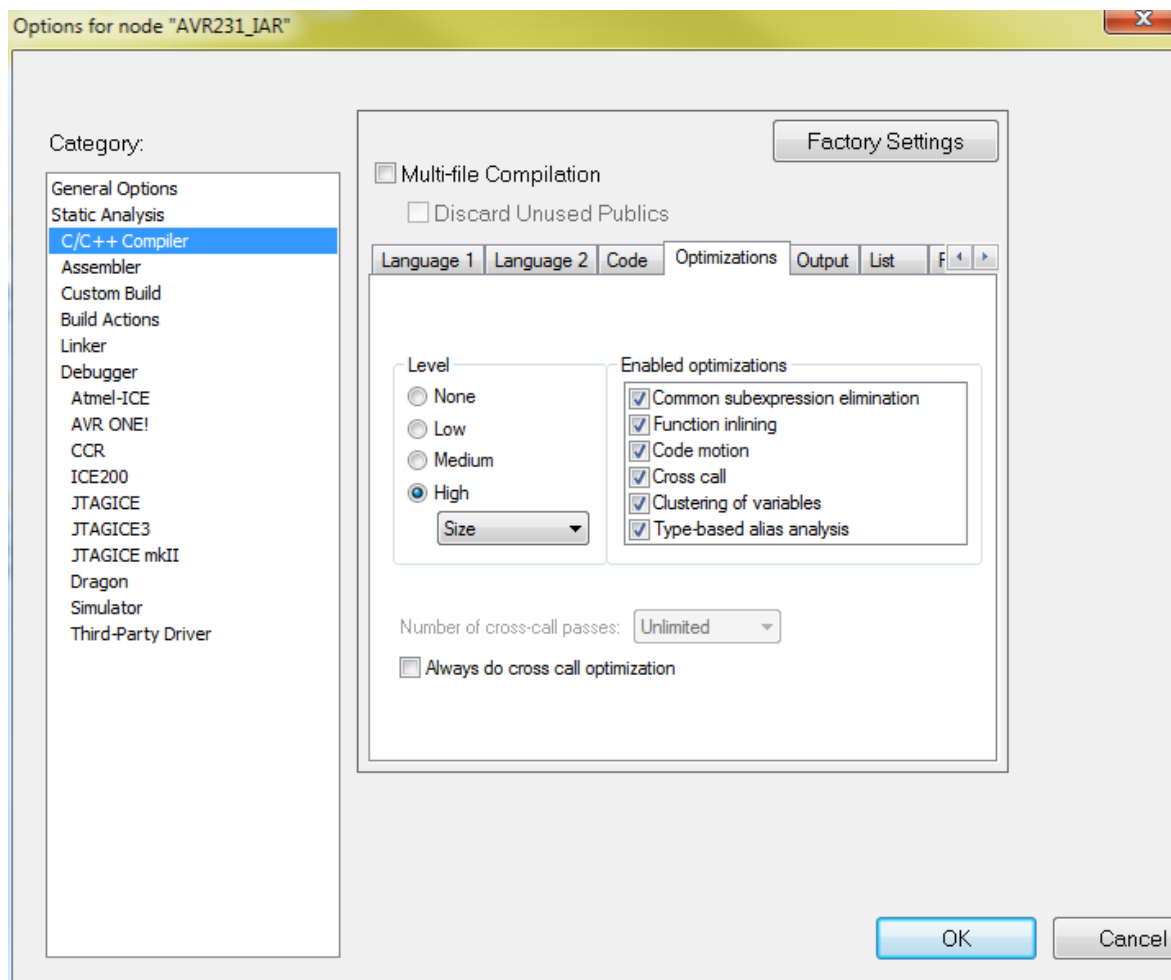 Options for node "AVR231_IAR"
x
Category:
General Options
Static Analysis
C/C++ Compiler
Assembler
Custom Build
Build Actions
Linker
Debugger
Atmel-ICE
AVR ONE!
CCR
ICE200
JTAGICE
JTAGICE3
JTAGICE mkII
Dragon
Simulator
Third-Party Driver
Factory Settings
Multi-file Compilation
Discard Unused Publics
Language 1 Language 2 Code Optimizations Output List
Level
None
Low
Medium
High
Size
Enabled optimizations
Common subexpression elimination
Function inlining
Code motion
Cross call
Clustering of variables
Type-based alias analysis
Number of cross-call passes: Unlimited
Always do cross call optimization
OK Cancel